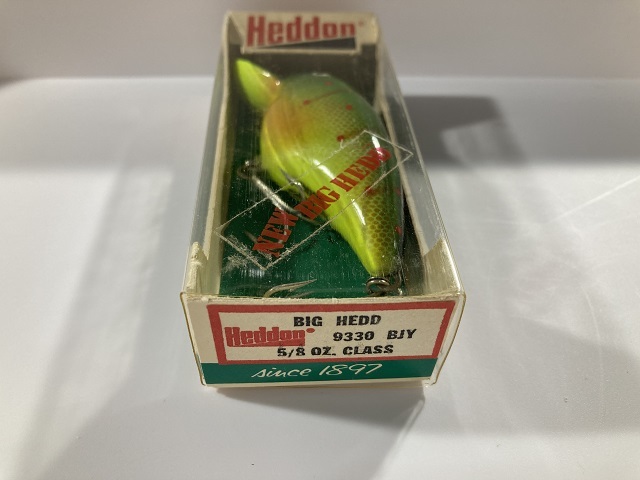 Heddon
NEW BIG HEDD
BIG HEDD
Heddon 9330 BJY
5/8 OZ. CLASS
since 1897